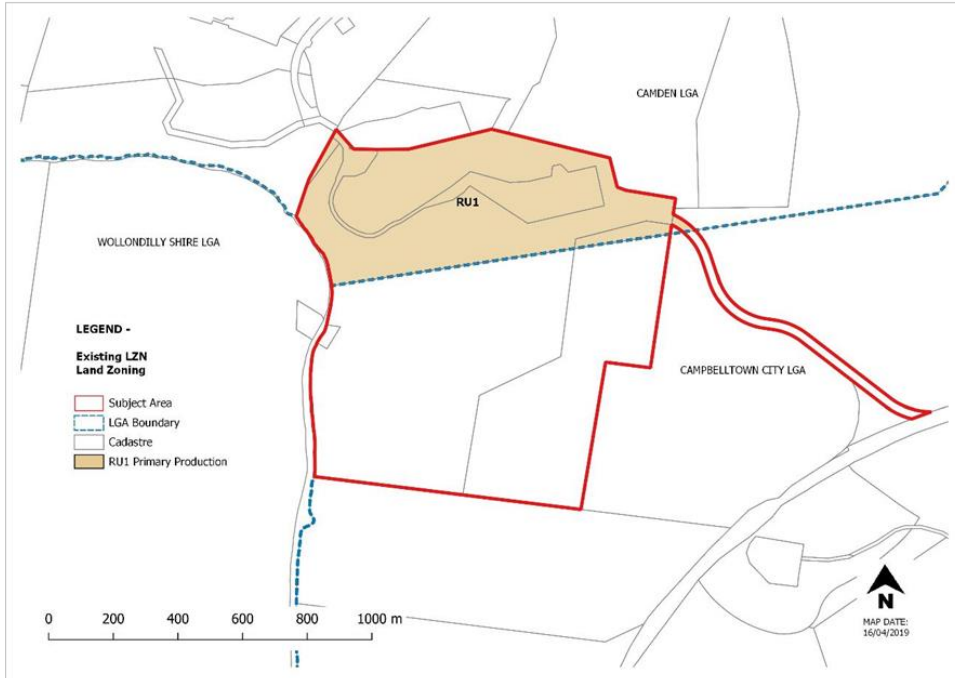 CAMDEN LGA
RU1
WOLLONDILLY SHIRE LGA
LEGEND -
Existing LZN
Land Zoning
Subject Area
LGA Boundary
Cadastre
RU1 Primary Production
CAMPBELLTOWN CITY LGA
0 200 400 600 800 1000 m
N
MAP DATE:
16/04/2019